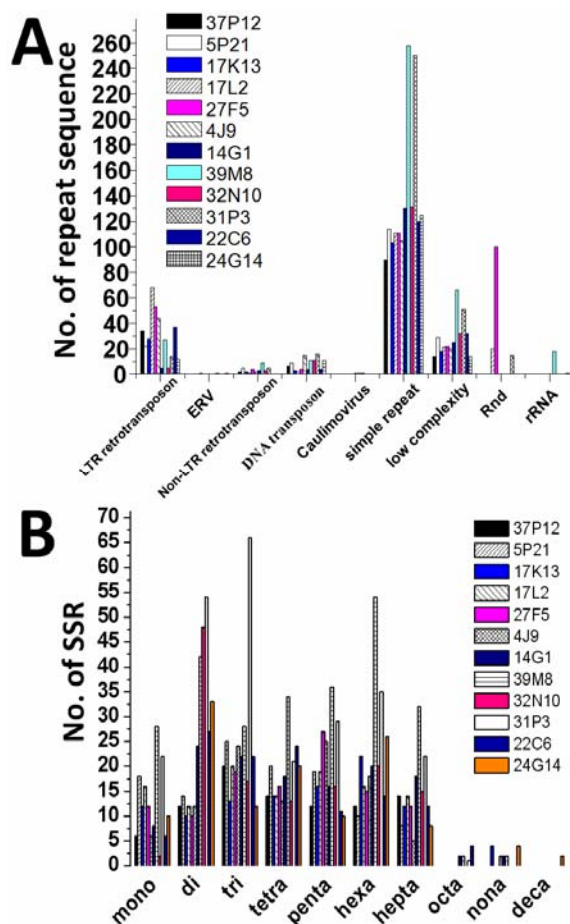 A
No. of repeat sequence
260
240
220
200
180
160
140
120
100
80
60
40
20
0
37P12
5P21
17K13
17L2
27F5
4J9
14G1
39M8
32N10
31P3
22C6
24G14
LTR retrotransposon
ERV
Non-LTR retrotransposon
DNA transposon
Caulimovirus
simple repeat
low complexity
Rnd
rRNA
B
No. of SSR
70
65
60
55
50
45
40
35
30
25
20
15
10
5
0
37P12
5P21
17K13
17L2
27F5
4J9
14G1
39M8
32N10
31P3
22C6
24G14
mono
di
tri
tetra
penta
hexa
hepta
octa
nona
deca